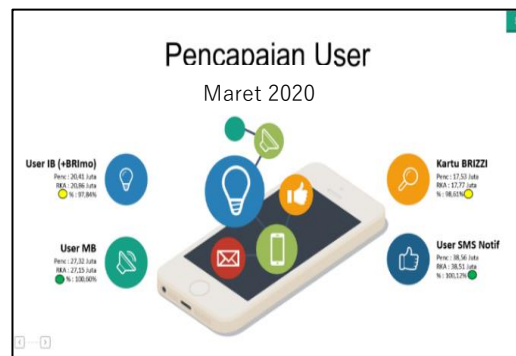 Pencapaian User
Maret 2020
User IB (+BRImo)
Penc : 20,41 Juta
RKA : 20,86 Juta
% : 97,84%
User MB
Penc : 27,32 Juta
RKA : 27,15 Juta
% : 100,60%
Kartu BRIZZI
Penc : 17,53 Juta
RKA : 17,77 Juta
% : 98,61%
User SMS Notif
Penc : 38,56 Juta
RKA : 38,51 Juta
% : 100,12%